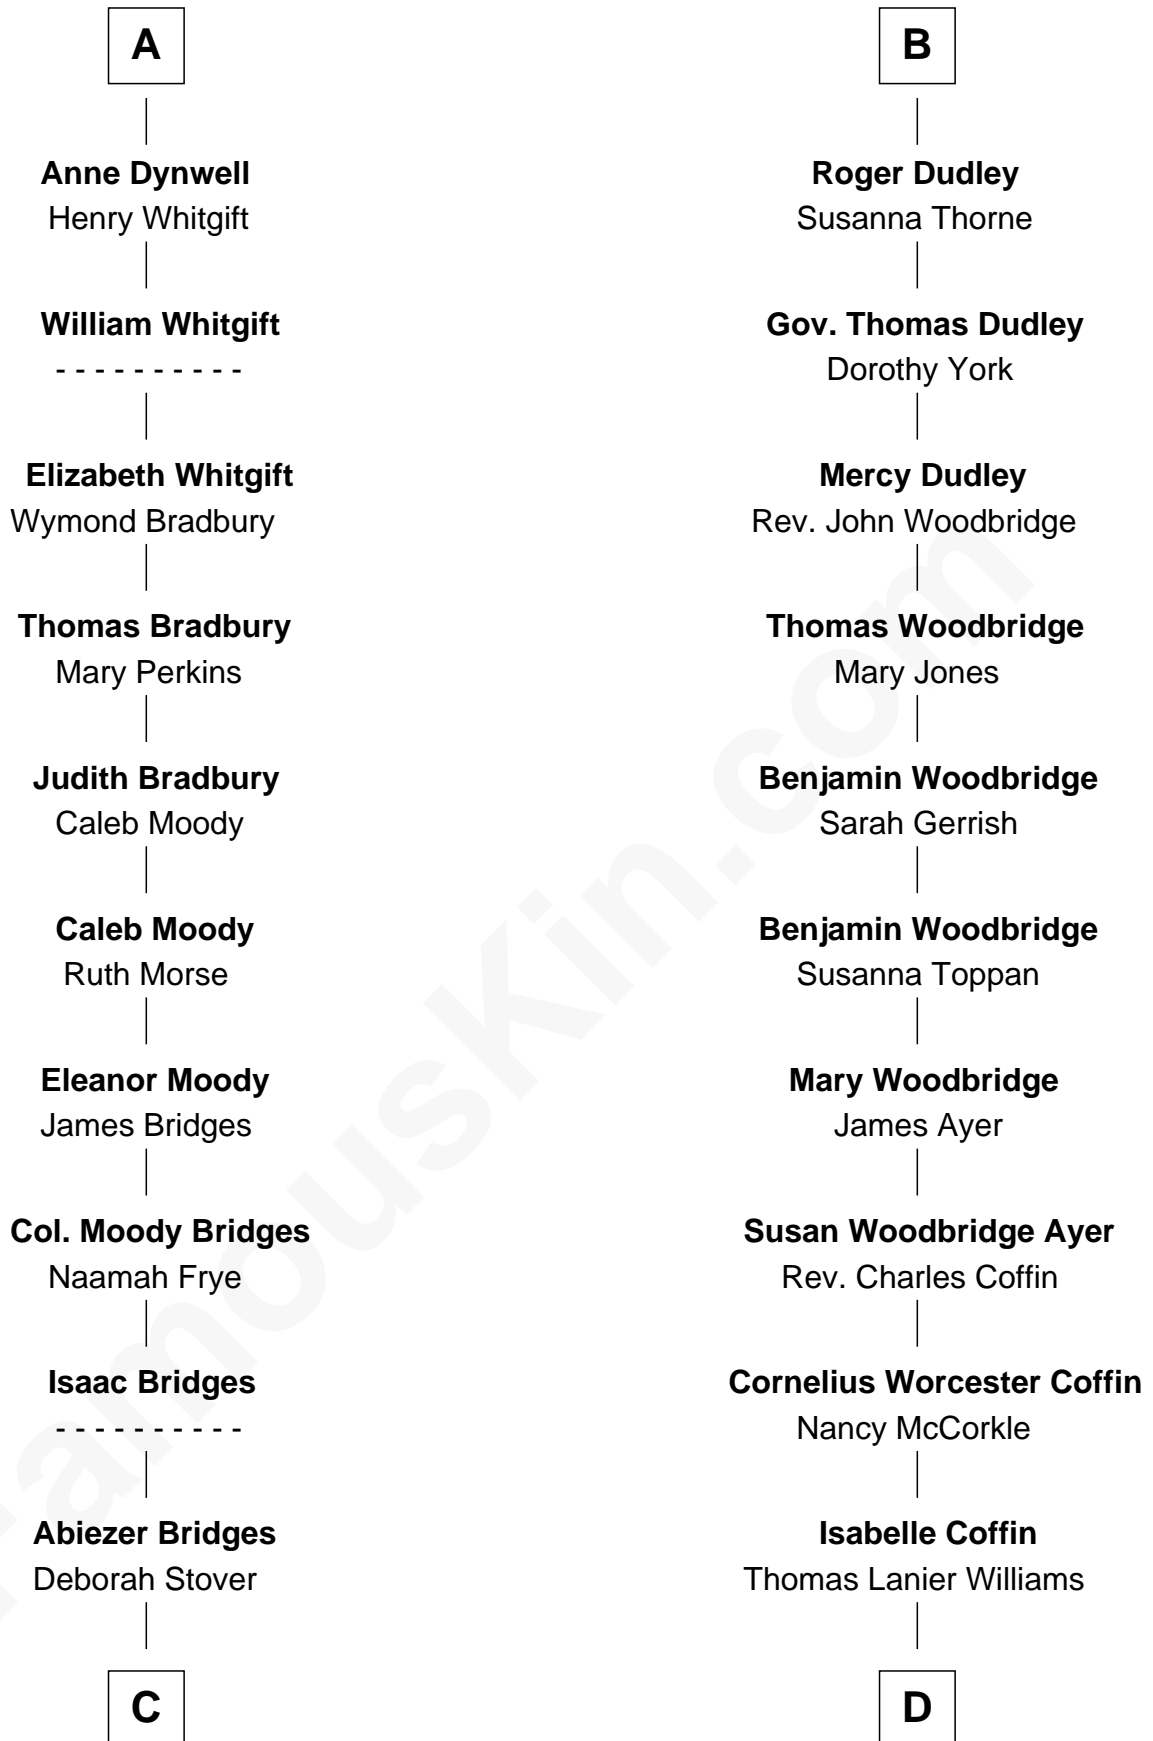 A
Anne Dynwell
Henry Whitgift
William Whitgift
- - - - - - - - - -
Elizabeth Whitgift
Wymond Bradbury
Thomas Bradbury
Mary Perkins
Judith Bradbury
Caleb Moody
Caleb Moody
Ruth Morse
Eleanor Moody
James Bridges
Col. Moody Bridges
Naamah Frye
Isaac Bridges
- - - - - - - - - -
Abiezer Bridges
Deborah Stover
C
B
Roger Dudley
Susanna Thorne
Gov. Thomas Dudley
Dorothy York
Mercy Dudley
Rev. John Woodbridge
Thomas Woodbridge
Mary Jones
Benjamin Woodbridge
Sarah Gerrish
Benjamin Woodbridge
Susanna Toppan
Mary Woodbridge
James Ayer
Susan Woodbridge Ayer
Rev. Charles Coffin
Cornelius Worcester Coffin
Nancy McCorkle
Isabelle Coffin
Thomas Lanier Williams
D
FamousKin.com